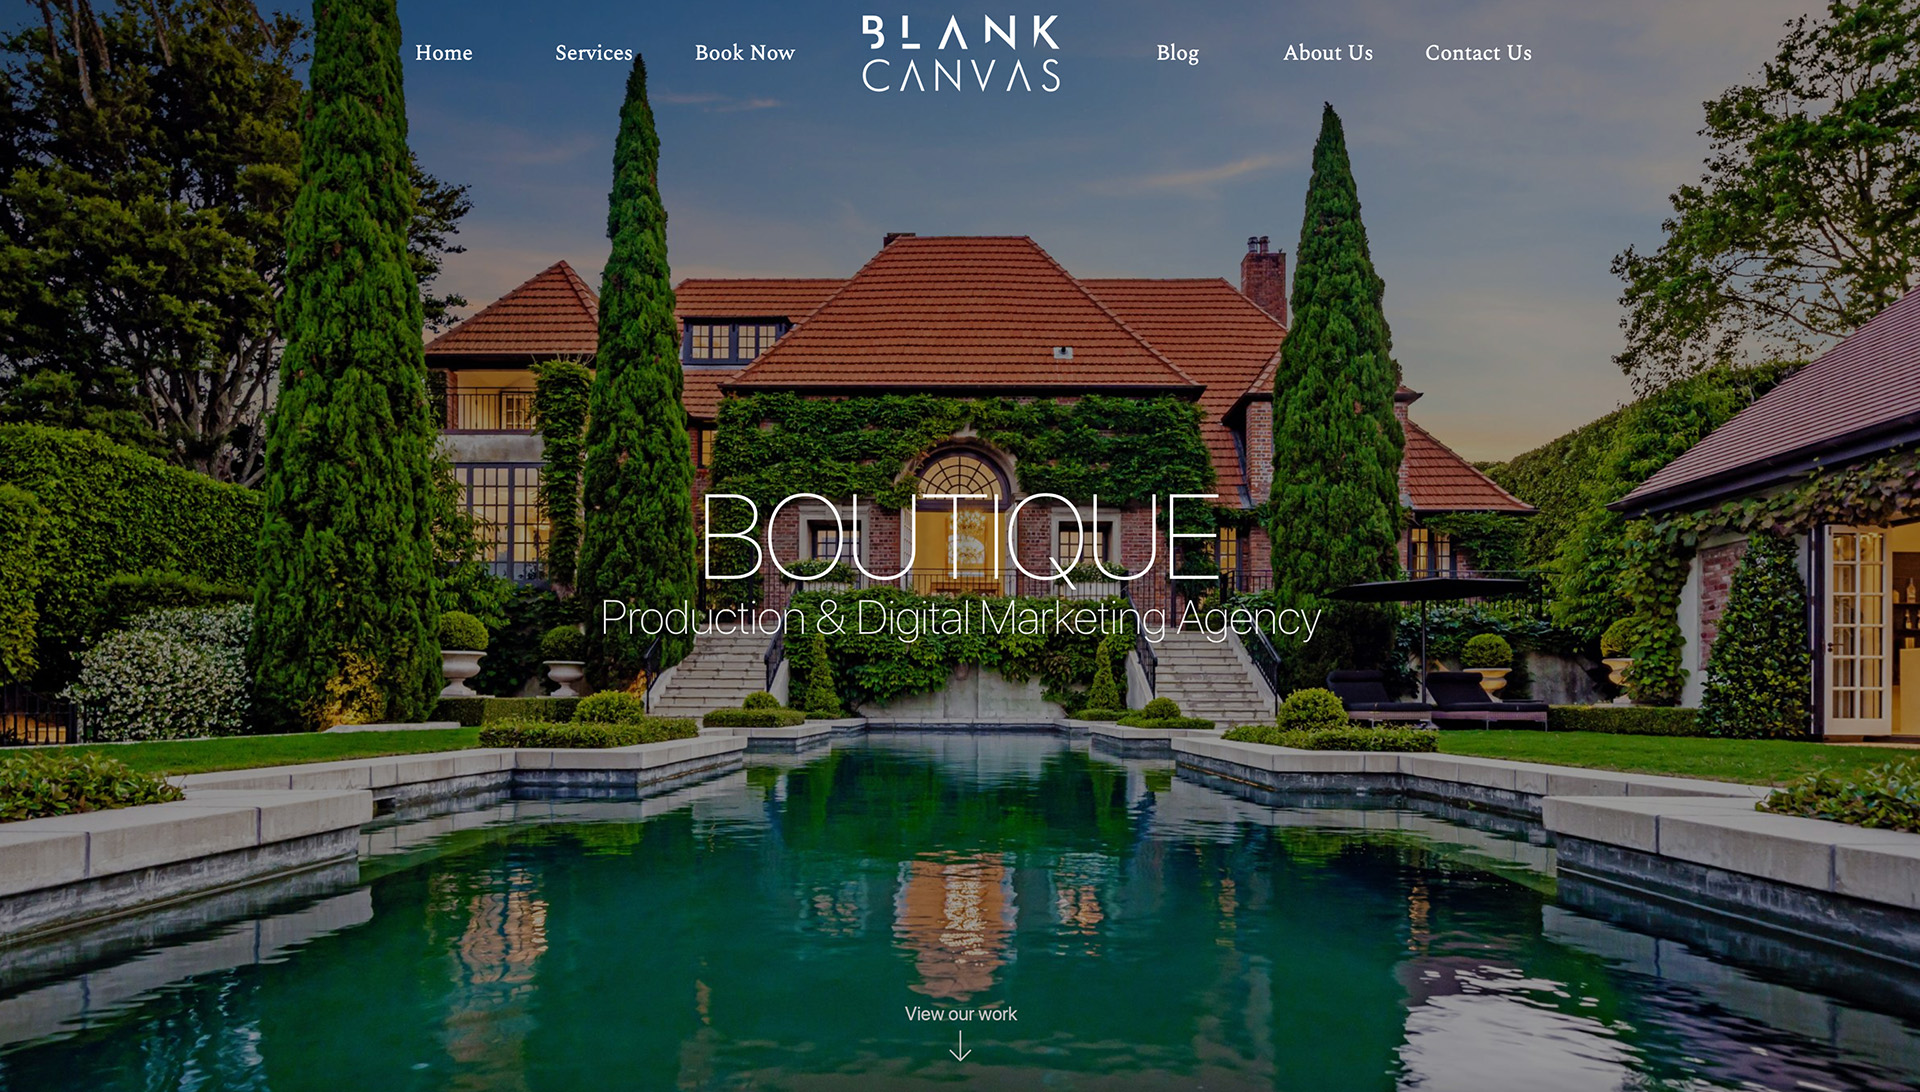 Home
Services
Book Now
BLANK
CANVAS
Blog
About Us
Contact Us
BOUTIQUE
Production & Digital Marketing Agency
View our work